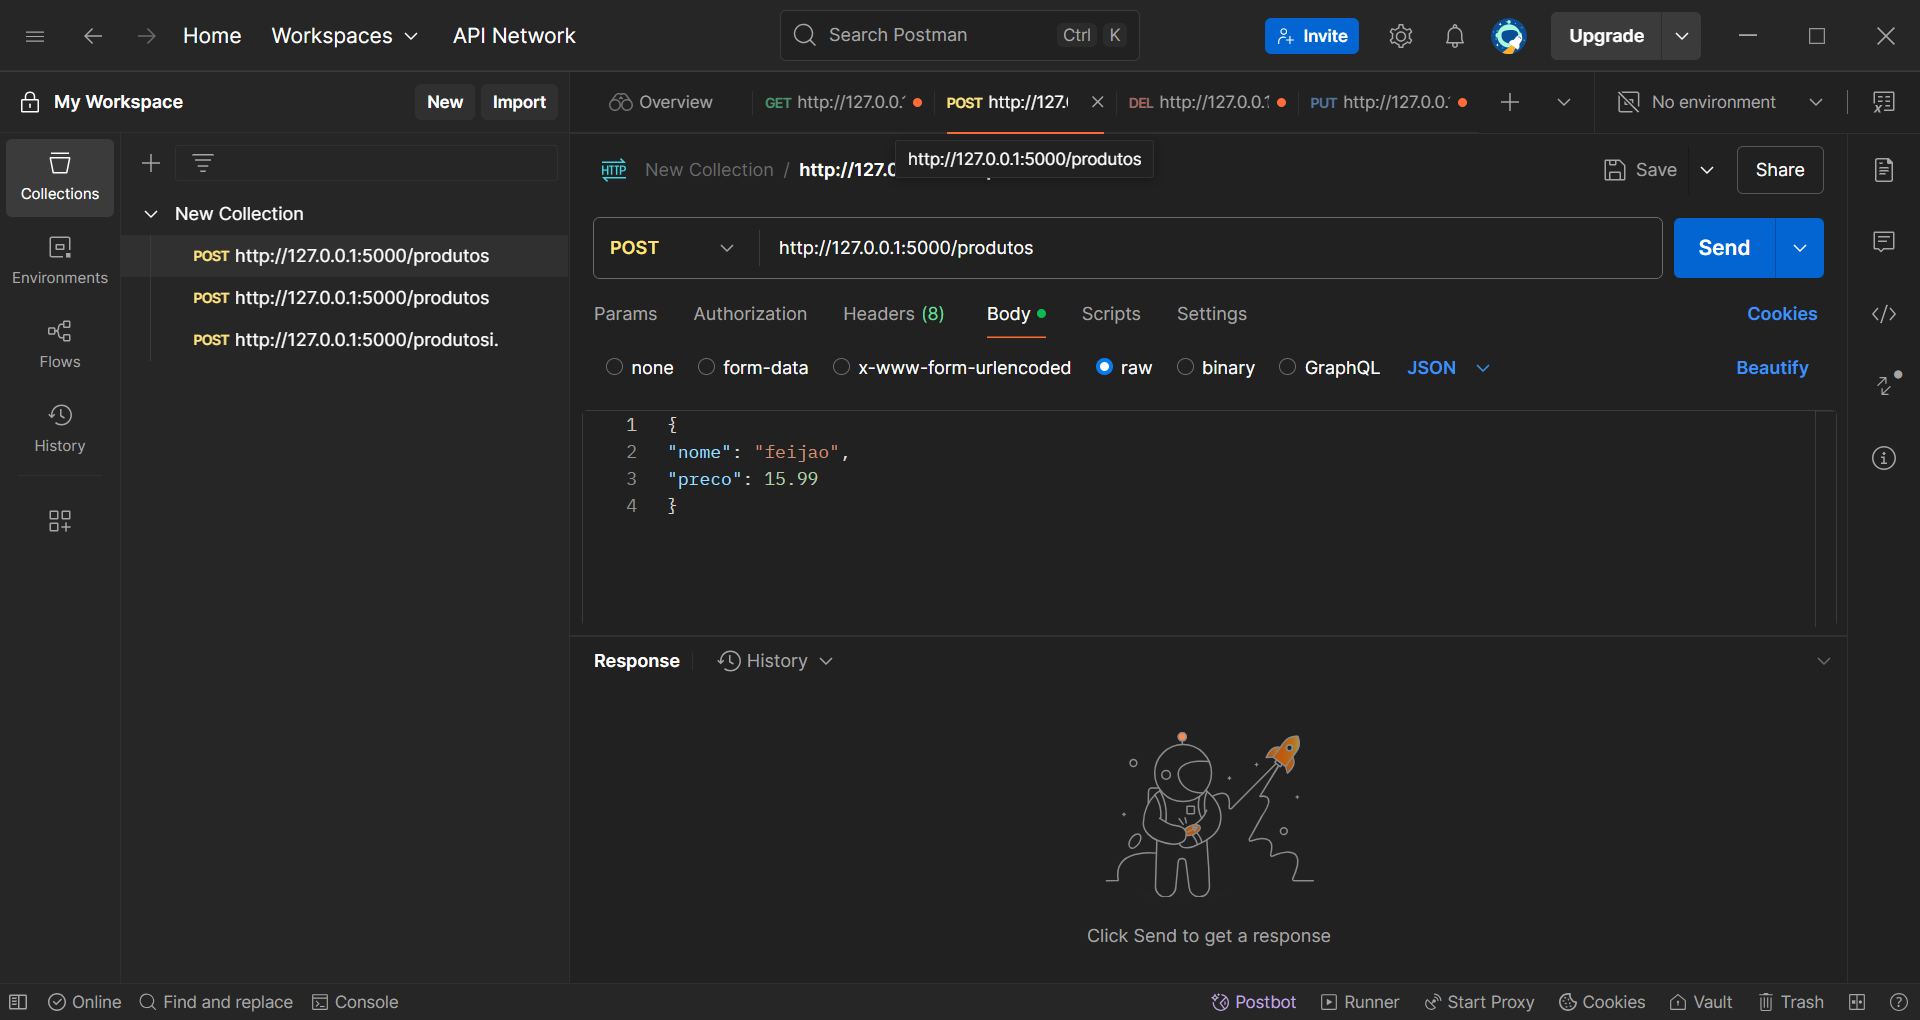 Home Workspaces API Network Search Postman Ctrl K Invite Upgrade
My Workspace New Import Overview GET http://127.0.0.1 POST http://127. DEL http://127.0.0.1 PUT http://127.0.0. No environment
http://127.0.0.1:5000/produtos
New Collection / http://127.0 Save Share
Collections
New Collection
POST http://127.0.0.1:5000/produtos
POST http://127.0.0.1:5000/produtos
POST http://127.0.0.1:5000/produtosi.
Environments
Flows
History
POST http://127.0.0.1:5000/produtos Send
Params Authorization Headers (8) Body Scripts Settings Cookies
none form-data x-www-form-urlencoded raw binary GraphQL JSON Beautify
1 {
2 "nome": "feijao",
3 "preco": 15.99
4 }
Response History
Click Send to get a response
Online Find and replace Console Postbot Runner Start Proxy Cookies Vault Trash